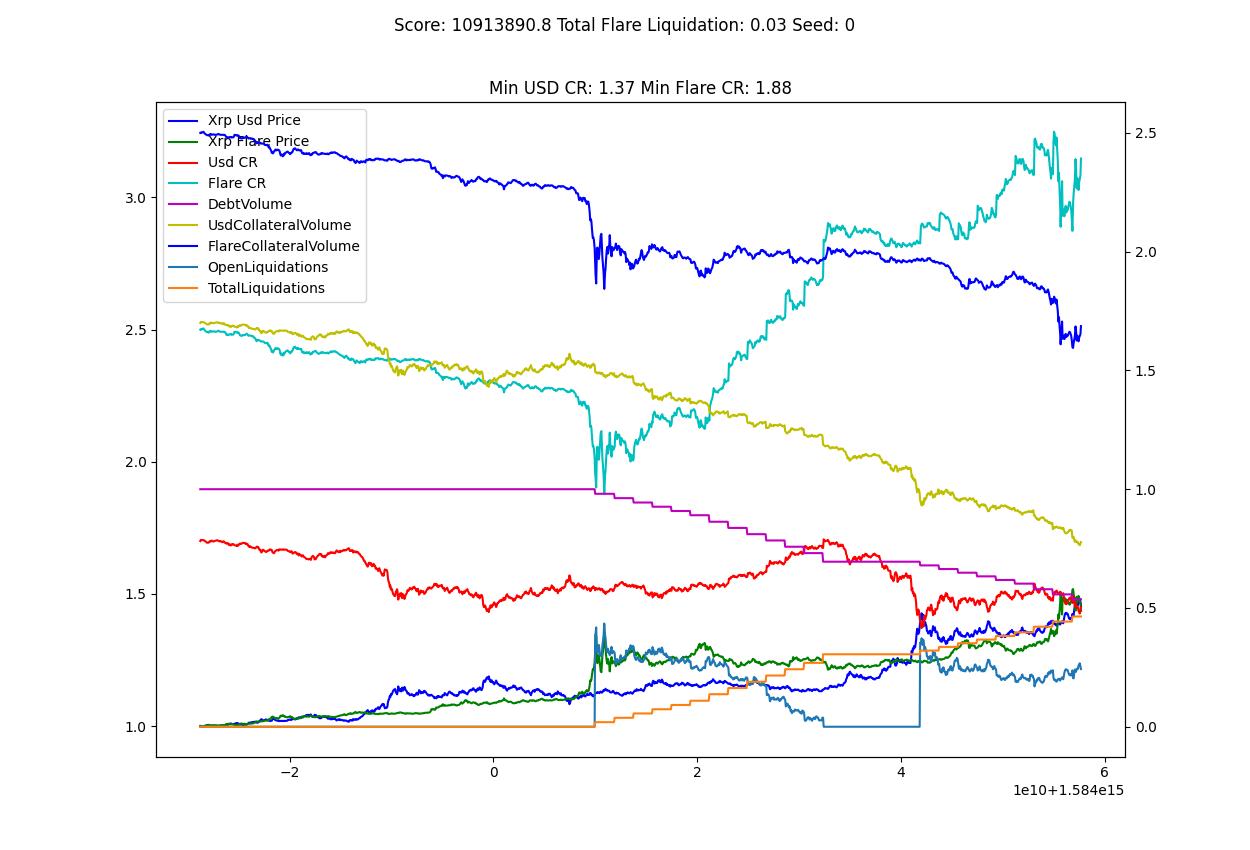 Score: 10913890.8 Total Flare Liquidation: 0.03 Seed: 0
Min USD CR: 1.37 Min Flare CR: 1.88
Xrp Usd Price
Xrp Flare Price
Usd CR
Flare CR
DebtVolume
UsdCollateralVolume
FlareCollateralVolume
OpenLiquidations
TotalLiquidations
3.0
2.5
2.0
1.5
1.0
2.5
2.0
1.5
1.0
0.5
0.0
−2
0
2
4
6
1e10+1.584e15